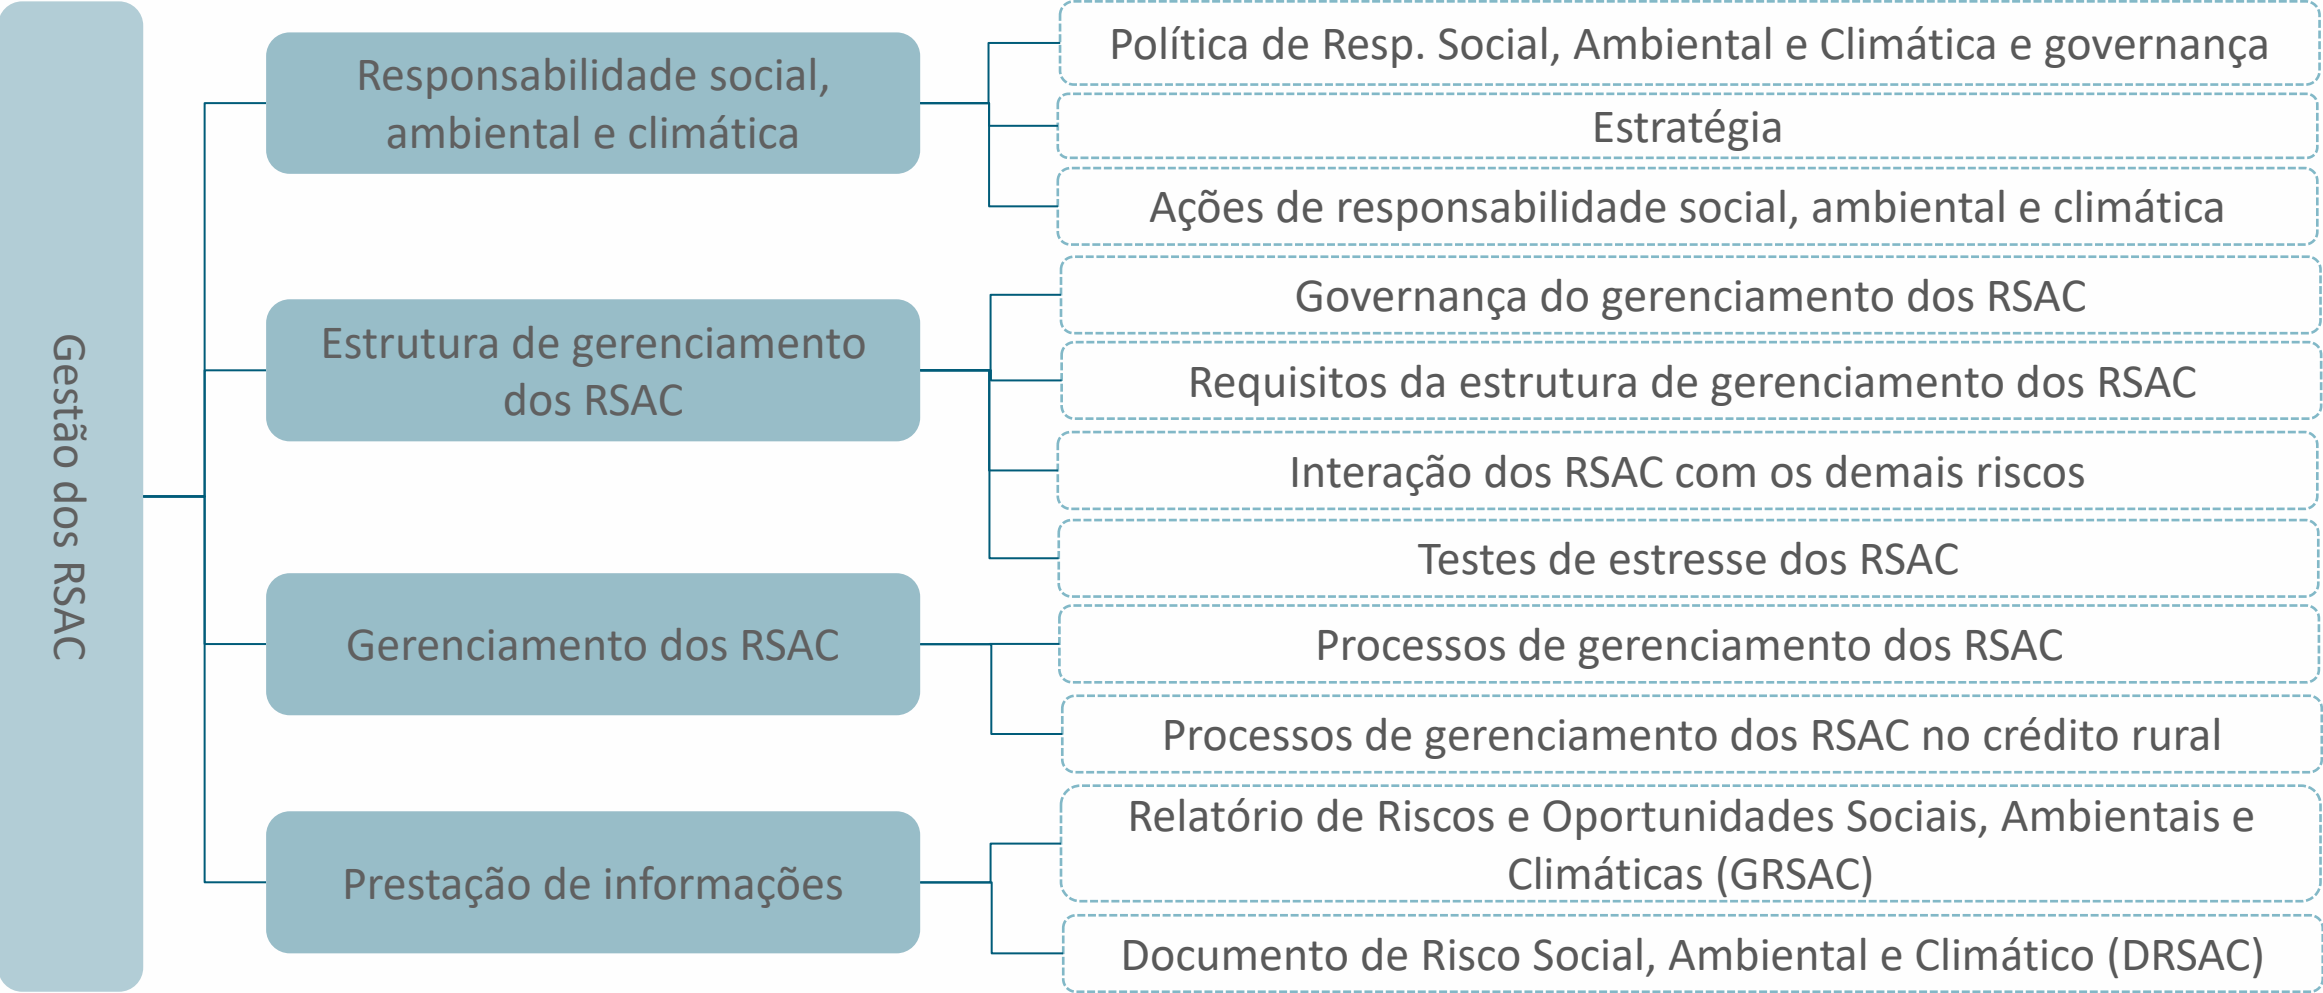 Gestão dos RSAC
Responsabilidade social,
ambiental e climática
Política de Resp. Social, Ambiental e Climática e governança
Estratégia
Ações de responsabilidade social, ambiental e climática
Estrutura de gerenciamento
dos RSAC
Governança do gerenciamento dos RSAC
Requisitos da estrutura de gerenciamento dos RSAC
Interação dos RSAC com os demais riscos
Testes de estresse dos RSAC
Gerenciamento dos RSAC
Processos de gerenciamento dos RSAC
Processos de gerenciamento dos RSAC no crédito rural
Prestação de informações
Relatório de Riscos e Oportunidades Sociais, Ambientais e
Climáticas (GRSAC)
Documento de Risco Social, Ambiental e Climático (DRSAC)